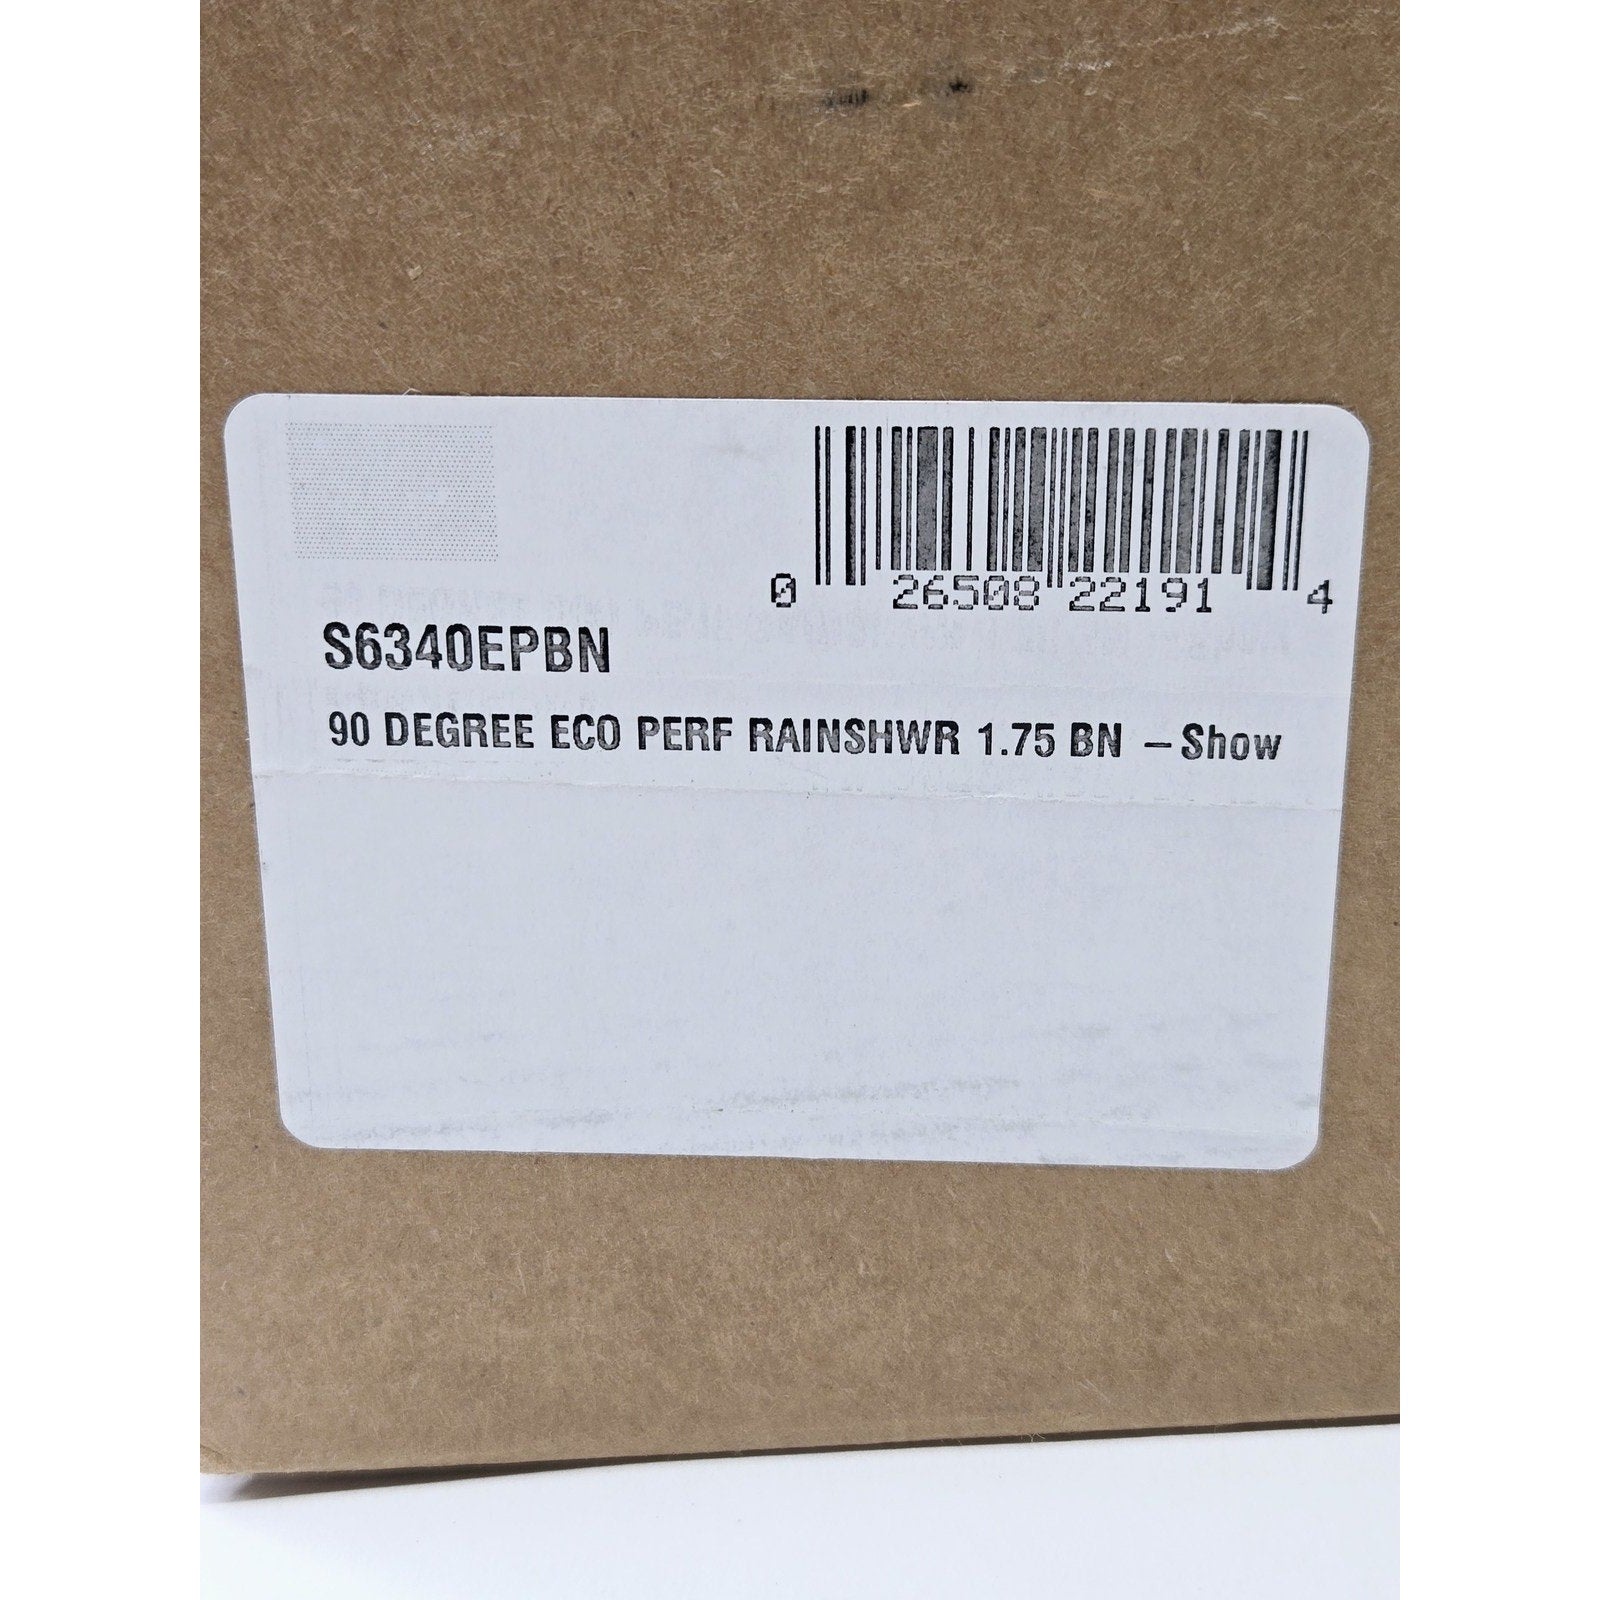 0 26508 22191 4
S6340EPBN
90 DEGREE ECO PERF RAINSHWR 1.75 BN – Show